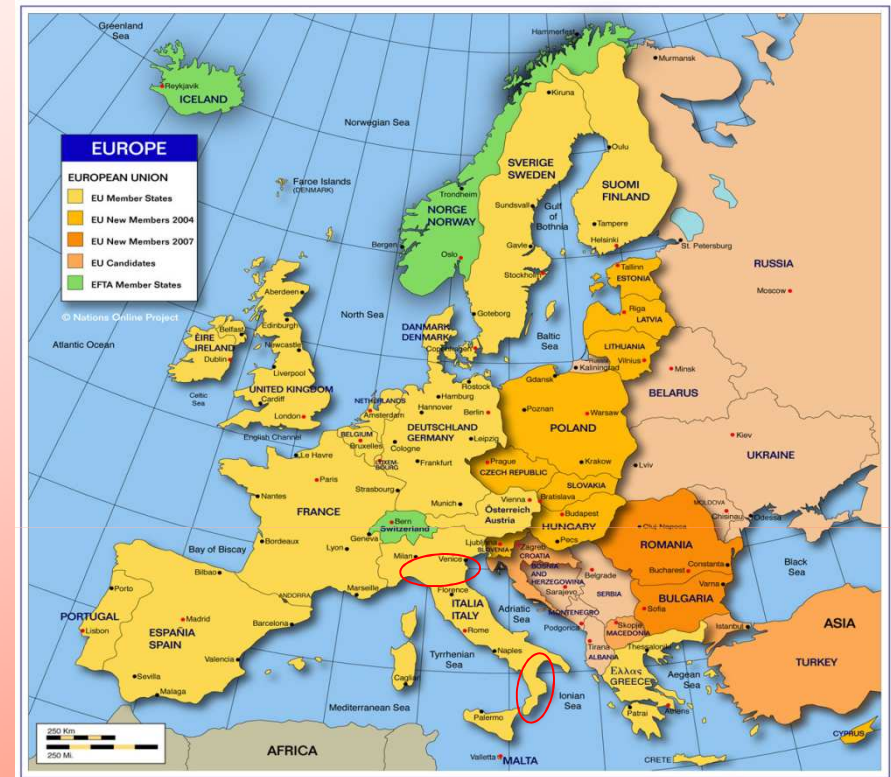 Greenland
Sea
Hammerfest
Murmansk
Reykjavik
ICELAND
Kiruna
Norwegian Sea
EUROPE
EUROPEAN UNION
EU Member States
EU New Members 2004
EU New Members 2007
EU Candidates
EFTA Member States
© Nations Online Project
Faroe Islands
(DENMARK)
Oulu
SVERIGE
SWEDEN
SUOMI
FINLAND
Trondheim
NORGE
NORWAY
Sundsvall
Gulf
of
Bothnia
Tampere
Helsinki
Bergen
Oslo
Gavle
St. Petersburg
Stockholm
Tallinn
ESTONIA
RUSSIA
Moscow
Aberdeen
North Sea
Goteborg
Riga
LATVIA
Atlantic Ocean
Edinburgh
DANMARK
DENMARK
Baltic
Sea
LITHUANIA
Belfast
ÉIRE
IRELAND
Newcastle
Copenhagen
Vilnius
Russia
Kaliningrad
Minsk
Dublin
Liverpool
Gdansk
Rostock
BELARUS
Celtic
Sea
UNITED KINGDOM
Cardiff
NETHERLANDS
Amsterdam
Hamburg
Hannover
Berlin
Poznan
Warsaw
London
DEUTSCHLAND
GERMANY
POLAND
Kiev
English Channel
BELGIUM
Bruxelles
Cologne
Leipzig
UKRAINE
Le Havre
LUXEM-
BOURG
Frankfurt
Prague
CZECH REPUBLIC
Krakow
Lviv
Paris
Strasbourg
SLOVAKIA
Nantes
Munich
Vienna
Bratislava
MOLDOVA
FRANCE
Österreich
Austria
Budapest
Chisinau
Odessa
Bern
Switzerland
HUNGARY
Cluj Napoca
Bay of Biscay
Bordeaux
Geneva
Lyon
Ljubljana
SLOVENIA
Zagreb
CROATIA
Pecs
ROMANIA
Milan
Venice
BOSNIA
AND
HERZEGOWINA
Belgrade
Bucharest
Constanta
Black
Sea
Bilbao
Marseille
Florence
Sarajevo
SERBIA
Varna
Porto
ANDORRA
ITALIA
ITALY
Adriatic
Sea
MONTENEGRO
Sofia
BULGARIA
PORTUGAL
Madrid
Barcelona
Rome
Podgorica
Skopje
MACEDONIA
Istanbul
ASIA
Lisbon
ESPAÑIA
SPAIN
Tirana
ALBANIA
Thessaloniki
TURKEY
Valencia
Tyrrhenian
Sea
Naples
Ελλας
GREECE
Aegean
Sea
Sevilla
Cagliari
Malaga
Mediterranean Sea
Palermo
Ionian
Sea
Patrai
Athens
250 Km
250 Mi.
AFRICA
Valletta
MALTA
CRETE
CYPRUS